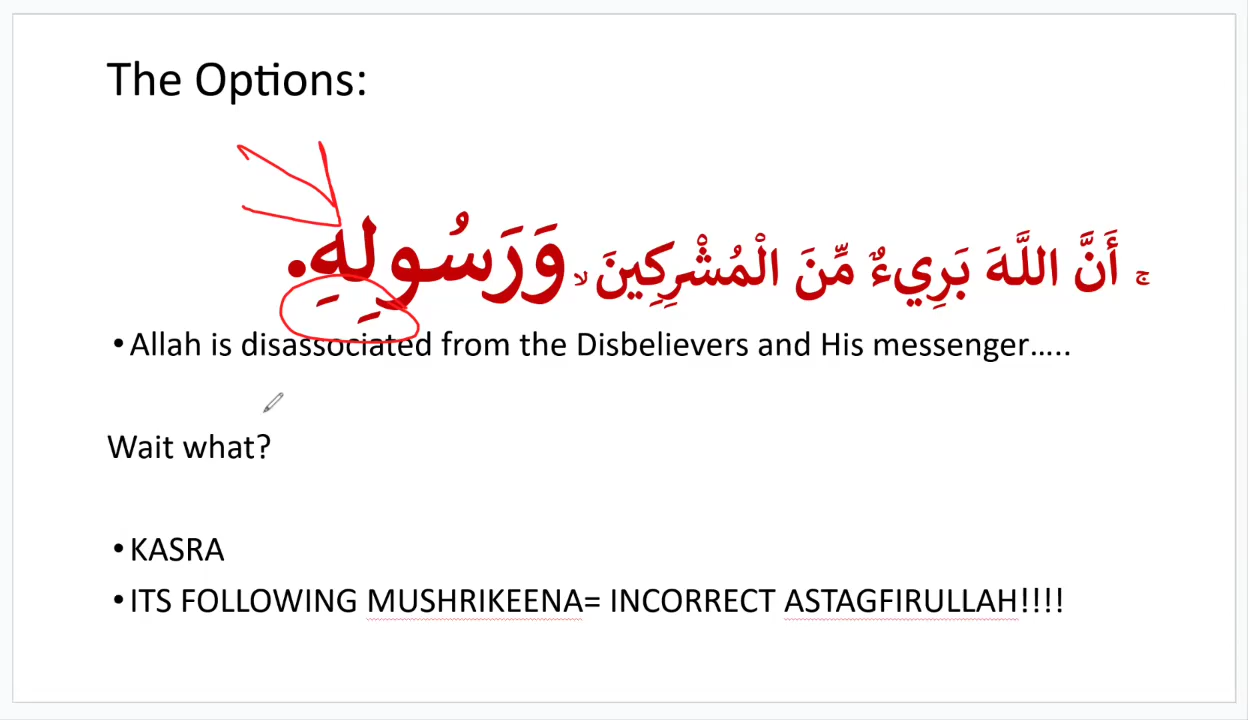 The Options:
ۚ أَنَّ اللَّهَ بَرِيءٌ مِّنَ الْمُشْرِكِينَ ۙ وَرَسُولِهِ.
•Allah is disassociated from the Disbelievers and His messenger…..
Wait what?
•KASRA
•ITS FOLLOWING MUSHRIKEENA= INCORRECT ASTAGFIRULLAH!!!!